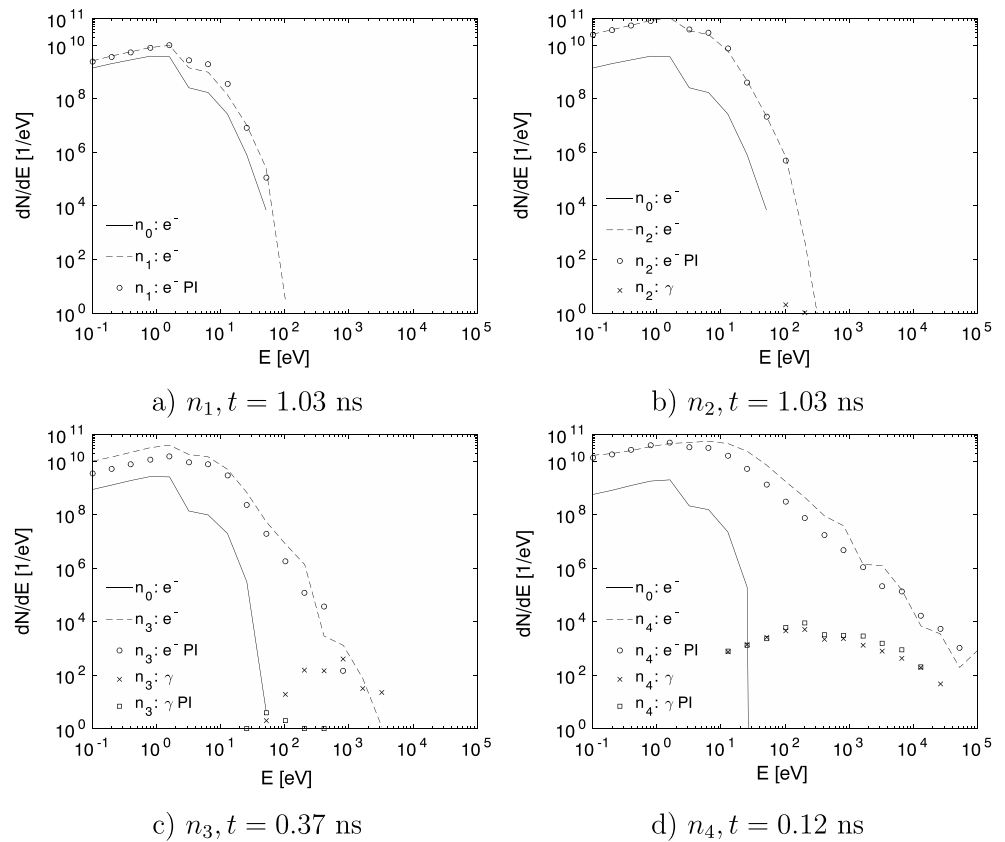 10^11
10^10
10^8
10^6
10^4
10^2
10^0
dN/dE [1/eV]
n_0: e^-
n_1: e^-
n_1: e^- PI
10^-1 10^0 10^1 10^2 10^3 10^4 10^5
E [eV]
a) n_1, t = 1.03 ns
10^11
10^10
10^8
10^6
10^4
10^2
10^0
dN/dE [1/eV]
n_0: e^-
n_2: e^-
n_2: e^- PI
n_2: γ
10^-1 10^0 10^1 10^2 10^3 10^4 10^5
E [eV]
b) n_2, t = 1.03 ns
10^11
10^10
10^8
10^6
10^4
10^2
10^0
dN/dE [1/eV]
n_0: e^-
n_3: e^-
n_3: e^- PI
n_3: γ
n_3: γ PI
10^-1 10^0 10^1 10^2 10^3 10^4 10^5
E [eV]
c) n_3, t = 0.37 ns
10^11
10^10
10^8
10^6
10^4
10^2
10^0
dN/dE [1/eV]
n_0: e^-
n_4: e^-
n_4: e^- PI
n_4: γ
n_4: γ PI
10^-1 10^0 10^1 10^2 10^3 10^4 10^5
E [eV]
d) n_4, t = 0.12 ns